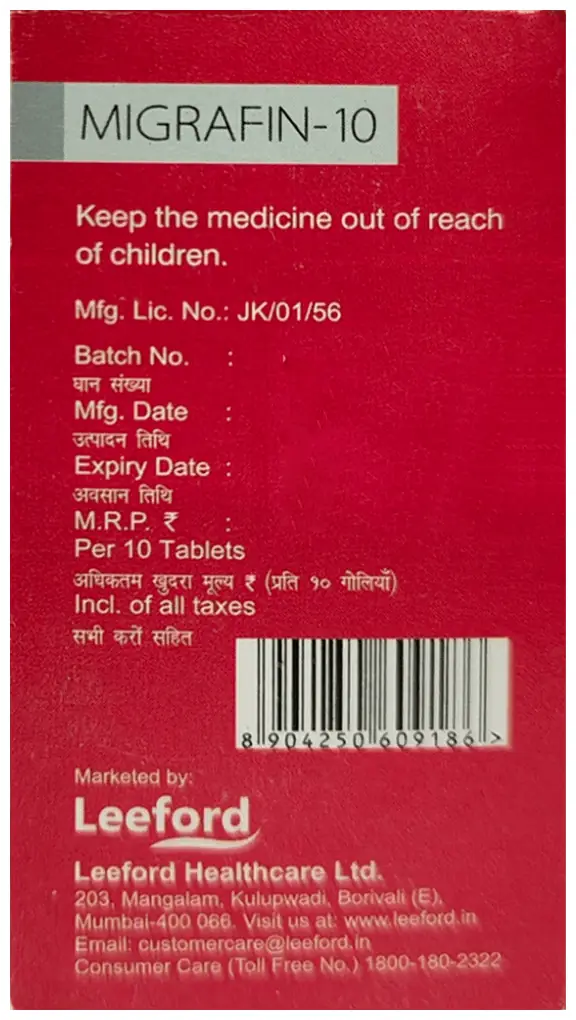 MIGRAFIN-10
Keep the medicine out of reach
of children.
Mfg. Lic. No.: JK/01/56
Batch No. :
घान संख्या
Mfg. Date :
उत्पादन तिथि
Expiry Date :
अवसान तिथि
M.R.P. ₹ :
Per 10 Tablets
अधिकतम खुदरा मूल्य ₹ (प्रति १० गोलियाँ)
Incl. of all taxes
सभी करों सहित
8 904250 609186 >
Marketed by:
Leeford
Leeford Healthcare Ltd.
203, Mangalam, Kulupwadi, Borivali (E),
Mumbai-400 066. Visit us at: www.leeford.in
Email: customercare@leeford.in
Consumer Care (Toll Free No.) 1800-180-2322